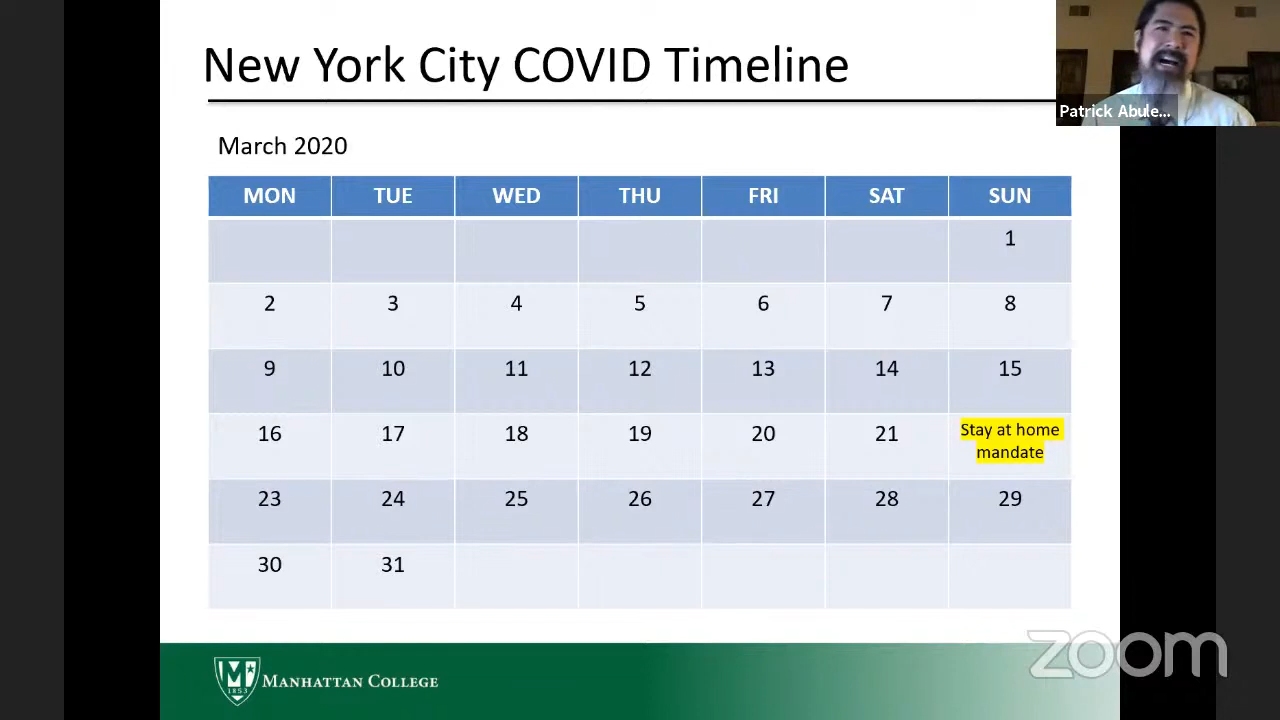 New York City COVID Timeline
Patrick Abule...
March 2020
MON TUE WED THU FRI SAT SUN
1
2 3 4 5 6 7 8
9 10 11 12 13 14 15
16 17 18 19 20 21 Stay at home
mandate
23 24 25 26 27 28 29
30 31
M
1853
MANHATTAN COLLEGE
zoom